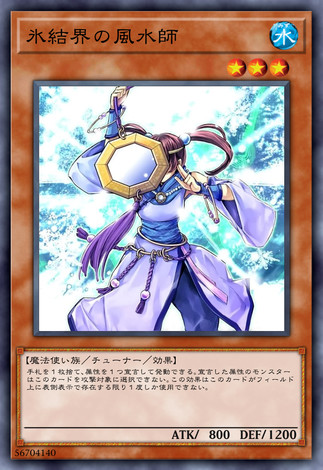 氷結界の風水師
水
【魔法使い族／チューナー／効果】
手札を１枚捨て、属性を１つ宣言して発動できる。宣言した属性のモンスター
はこのカードを攻撃対象に選択できない。この効果はこのカードがフィールド
上に表側表示で存在する限り１度しか使用できない。
ATK/ 800 DEF/1200
56704140